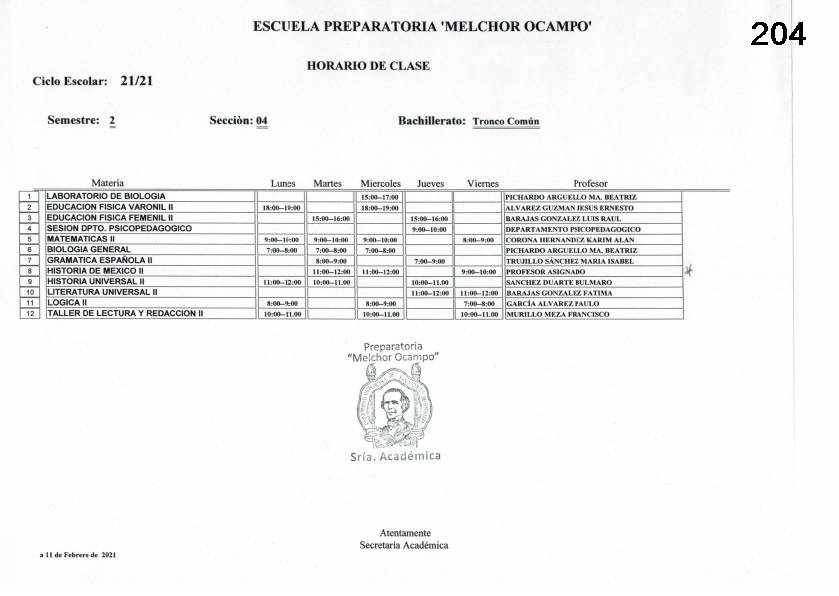 ESCUELA PREPARATORIA 'MELCHOR OCAMPO'
204
HORARIO DE CLASE
Ciclo Escolar: 21/21
Semestre: 2 Secciòn: 04 Bachillerato: Tronco Común
Materia Lunes Martes Miercoles Jueves Viernes Profesor
1 LABORATORIO DE BIOLOGIA 15:00--17:00 PICHARDO ARGUELLO MA. BEATRIZ
2 EDUCACION FISICA VARONIL II 18:00--19:00 18:00--19:00 ALVAREZ GUZMAN JESUS ERNESTO
3 EDUCACION FISICA FEMENIL II 15:00--16:00 15:00--16:00 BARAJAS GONZALEZ LUIS RAUL
4 SESION DPTO. PSICOPEDAGOGICO 9:00--10:00 DEPARTAMENTO PSICOPEDAGOGICO
5 MATEMATICAS II 9:00--10:00 9:00--10:00 9:00--10:00 8:00--9:00 CORONA HERNANDEZ KARIM ALAN
6 BIOLOGIA GENERAL 7:00--8:00 7:00--8:00 7:00--8:00 PICHARDO ARGUELLO MA. BEATRIZ
7 GRAMATICA ESPAÑOLA II 8:00--9:00 7:00--9:00 TRUJILLO SÁNCHEZ MARIA ISABEL
8 HISTORIA DE MEXICO II 11:00--12:00 11:00--12:00 9:00--10:00 PROFESOR ASIGNADO *
9 HISTORIA UNIVERSAL II 11:00--12:00 10:00--11.00 10:00--11.00 SANCHEZ DUARTE BULMARO
10 LITERATURA UNIVERSAL II 11:00--12:00 11:00--12:00 BARAJAS GONZALEZ FATIMA
11 LOGICA II 8:00--9:00 8:00--9:00 7:00--8:00 GARCÍA ALVAREZ PAULO
12 TALLER DE LECTURA Y REDACCION II 10:00--11.00 10:00--11.00 10:00--11.00 MURILLO MEZA FRANCISCO
Preparatoria
"Melchor Ocampo"
Sría. Académica
Atentamente
Secretaría Académica
a 11 de Febrero de 2021